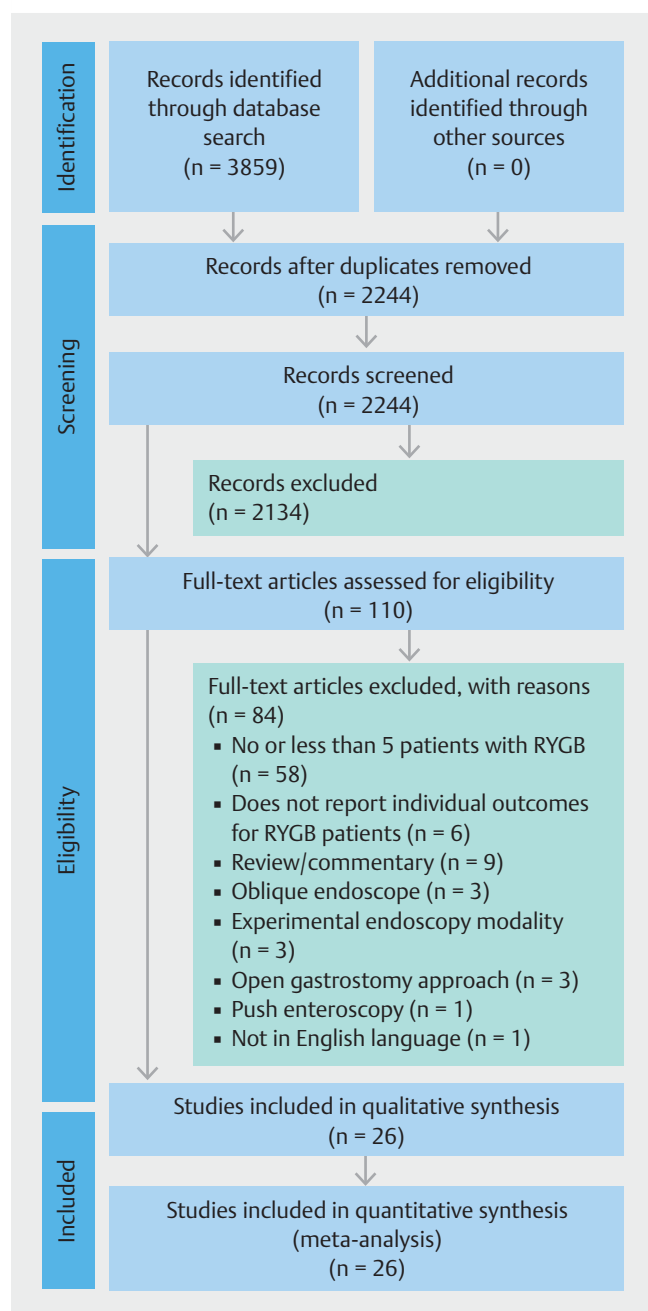 Identification
Records identified
through database
search
(n = 3859)
Additional records
identified through
other sources
(n = 0)
Screening
Records after duplicates removed
(n = 2244)
Records screened
(n = 2244)
Records excluded
(n = 2134)
Eligibility
Full-text articles assessed for eligibility
(n = 110)
Full-text articles excluded, with reasons
(n = 84)
▪ No or less than 5 patients with RYGB
(n = 58)
▪ Does not report individual outcomes
for RYGB patients (n = 6)
▪ Review/commentary (n = 9)
▪ Oblique endoscope (n = 3)
▪ Experimental endoscopy modality
(n = 3)
▪ Open gastrostomy approach (n = 3)
▪ Push enteroscopy (n = 1)
▪ Not in English language (n = 1)
Included
Studies included in qualitative synthesis
(n = 26)
Studies included in quantitative synthesis
(meta-analysis)
(n = 26)